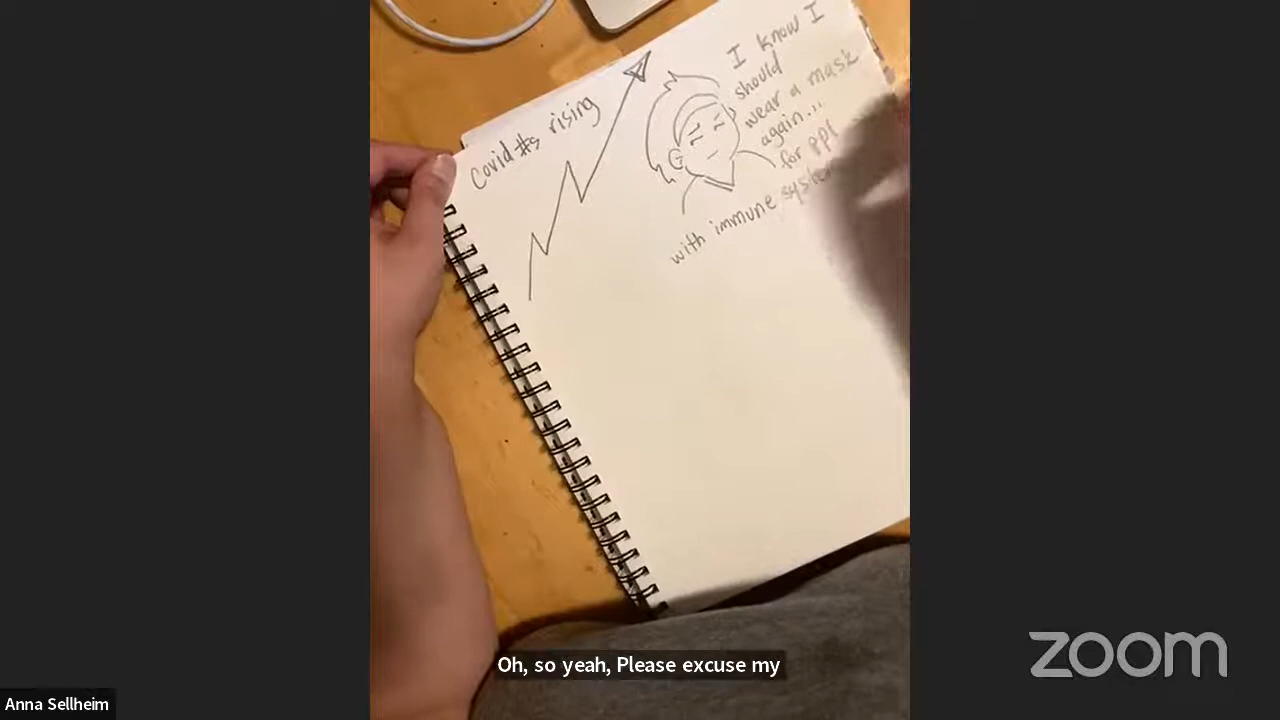 Covid #s rising
I know I
should
wear a mask
again...
for ppl
with immune system
Oh, so yeah, Please excuse my
Anna Sellheim
zoom